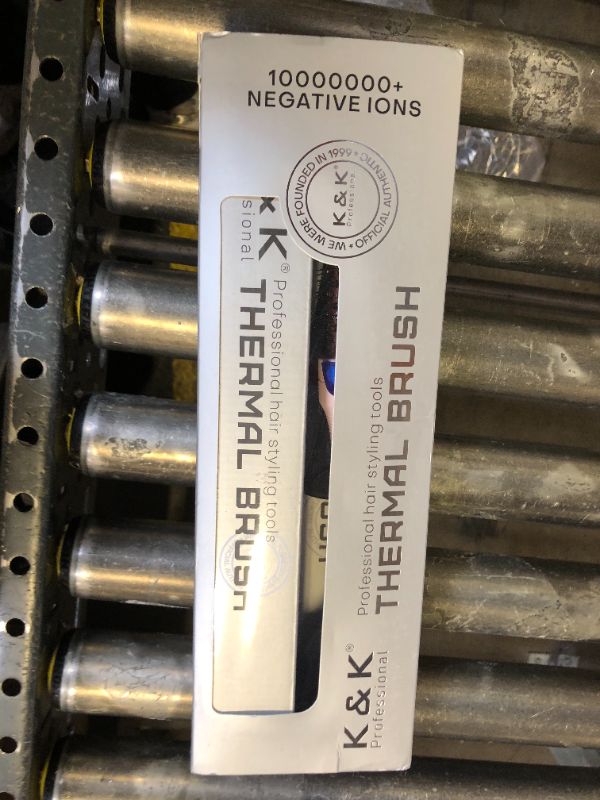 10000000+
NEGATIVE IONS
WE WERE FOUNDED IN 1999 • OFFICIAL AUTHENTIC •
K & K
Professional
K & K®
Professional
Professional hair styling tools
THERMAL BRUSH
K®
sional
Professional hair styling tools
THERMAL BRUSH